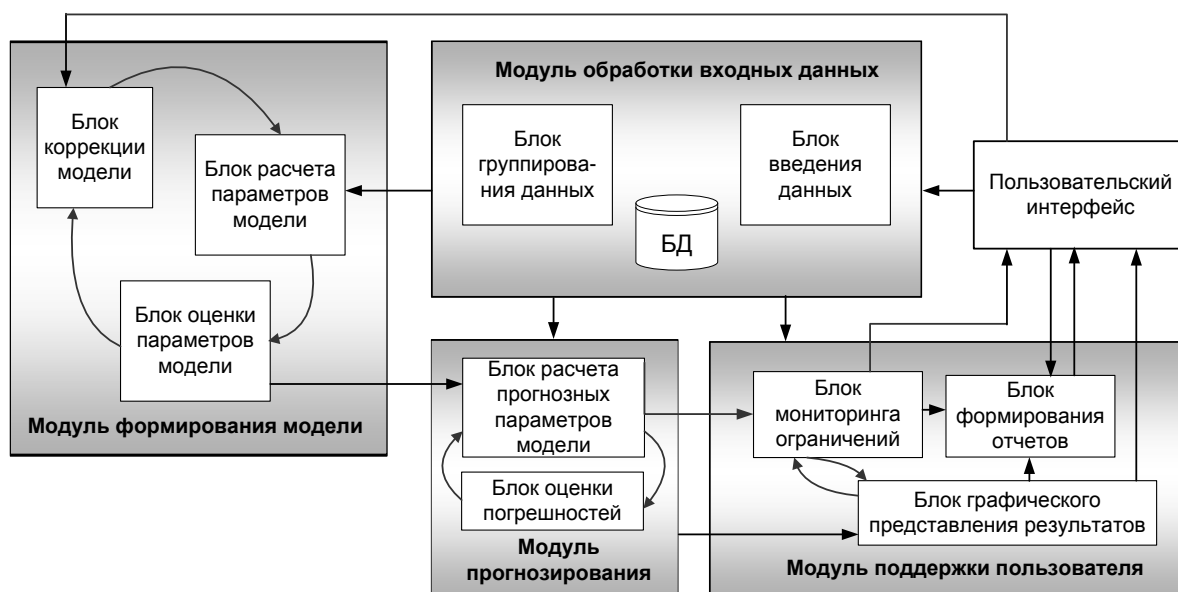 Модуль обработки входных данных
Блок
коррекции
модели
Блок расчета
параметров
модели
Блок оценки
параметров
модели
Модуль формирования модели
Блок
группирова-
ния данных
Блок
введения
данных
БД
Пользовательский
интерфейс
Блок расчета
прогнозных
параметров
модели
Блок оценки
погрешностей
Модуль
прогнозирования
Блок
мониторинга
ограничений
Блок
формирования
отчетов
Блок графического
представления результатов
Модуль поддержки пользователя